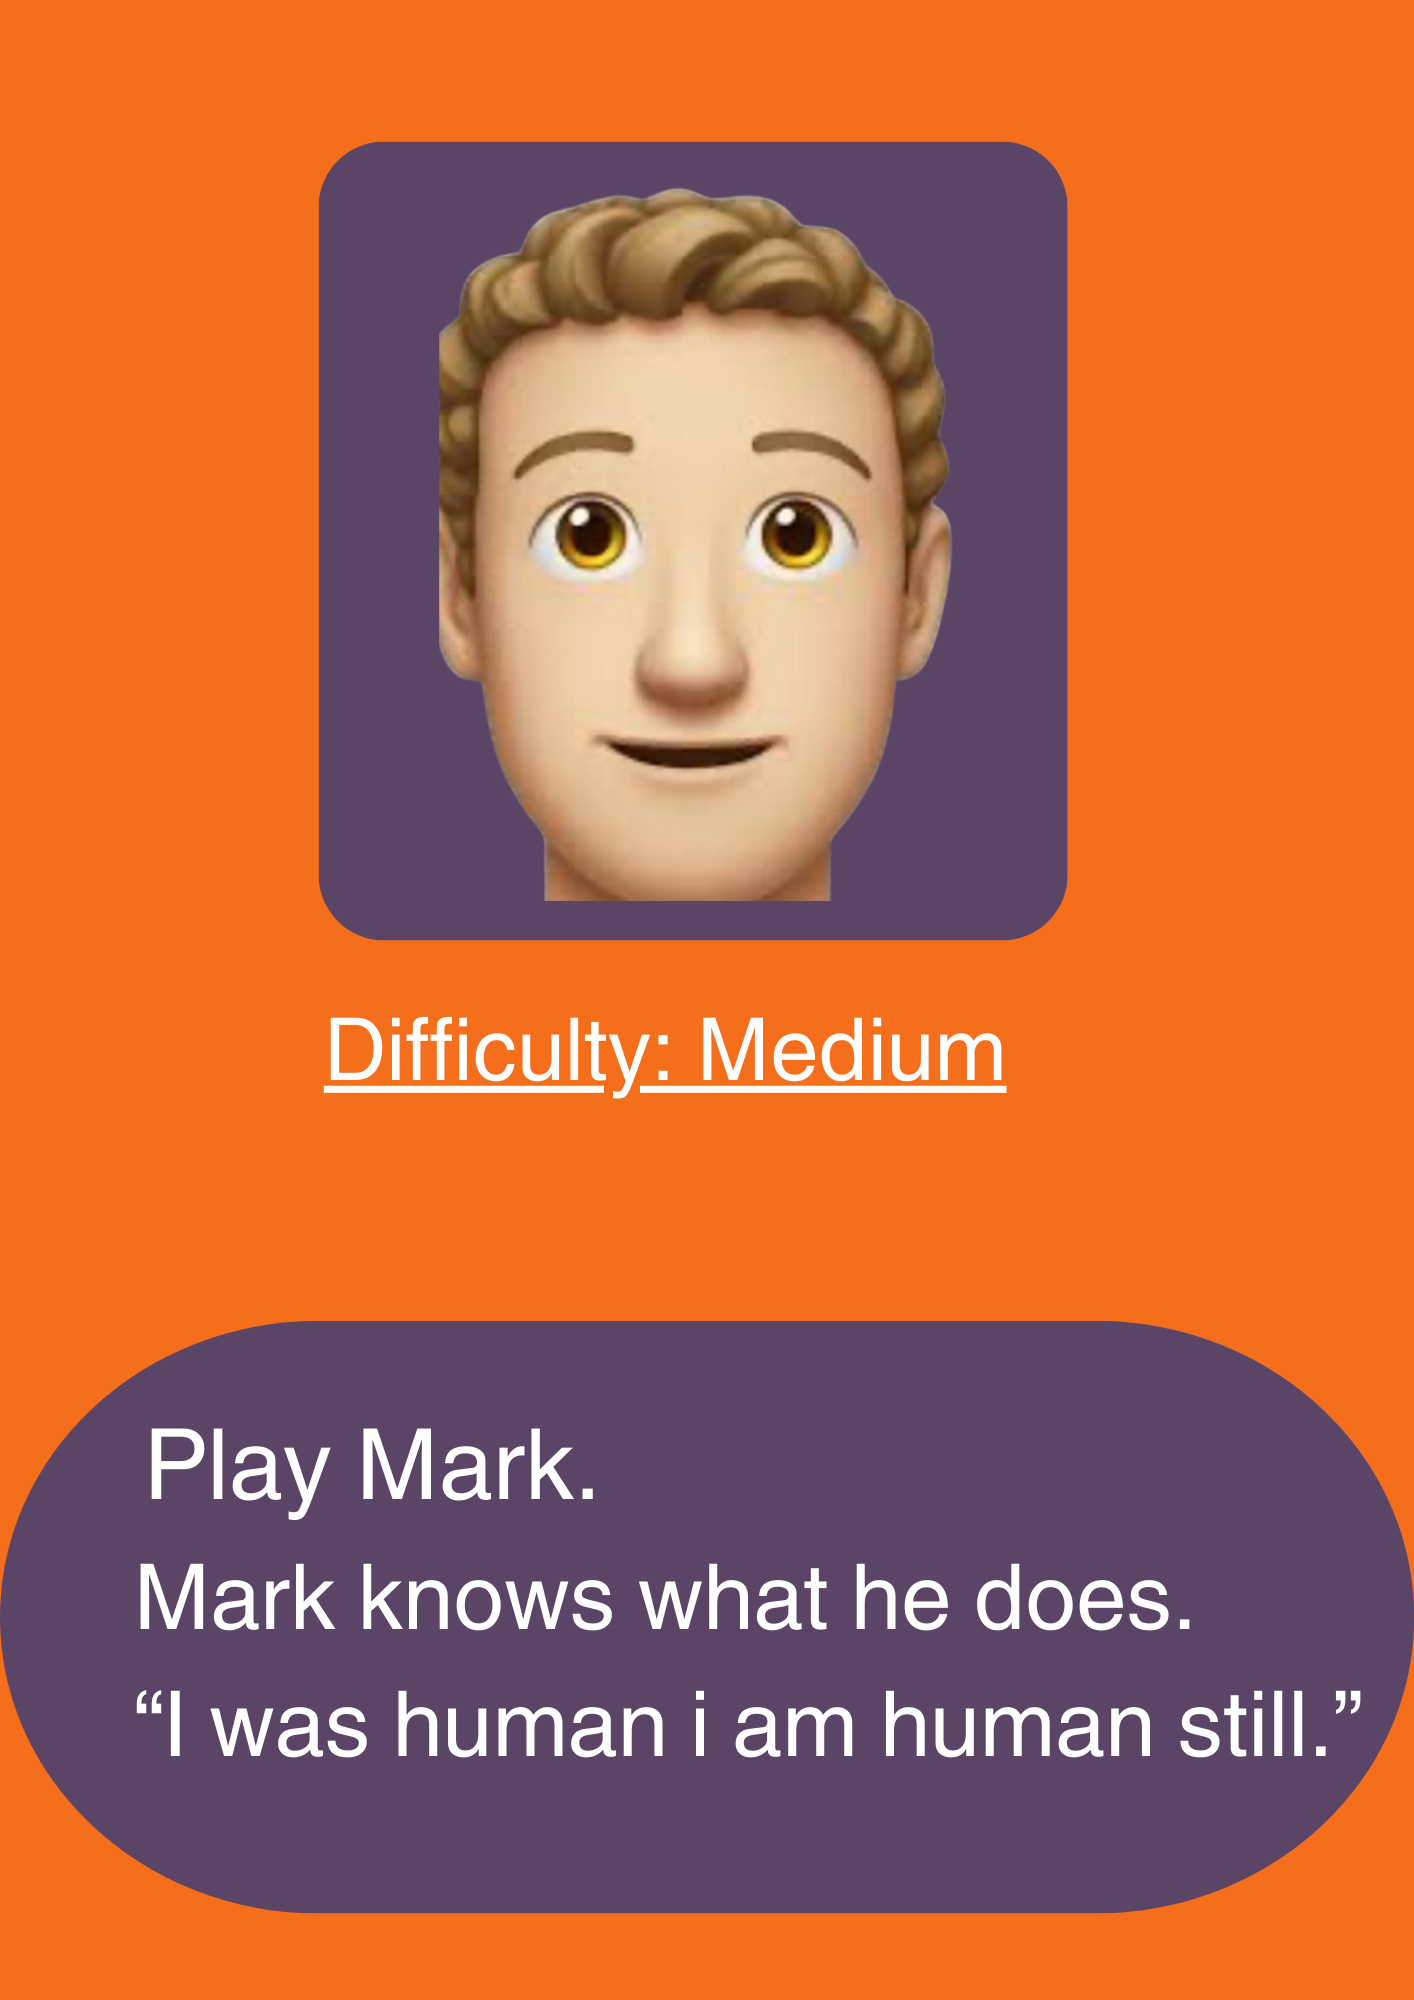 Difficulty: Medium
Play Mark.
Mark knows what he does.
“I was human i am human still.”